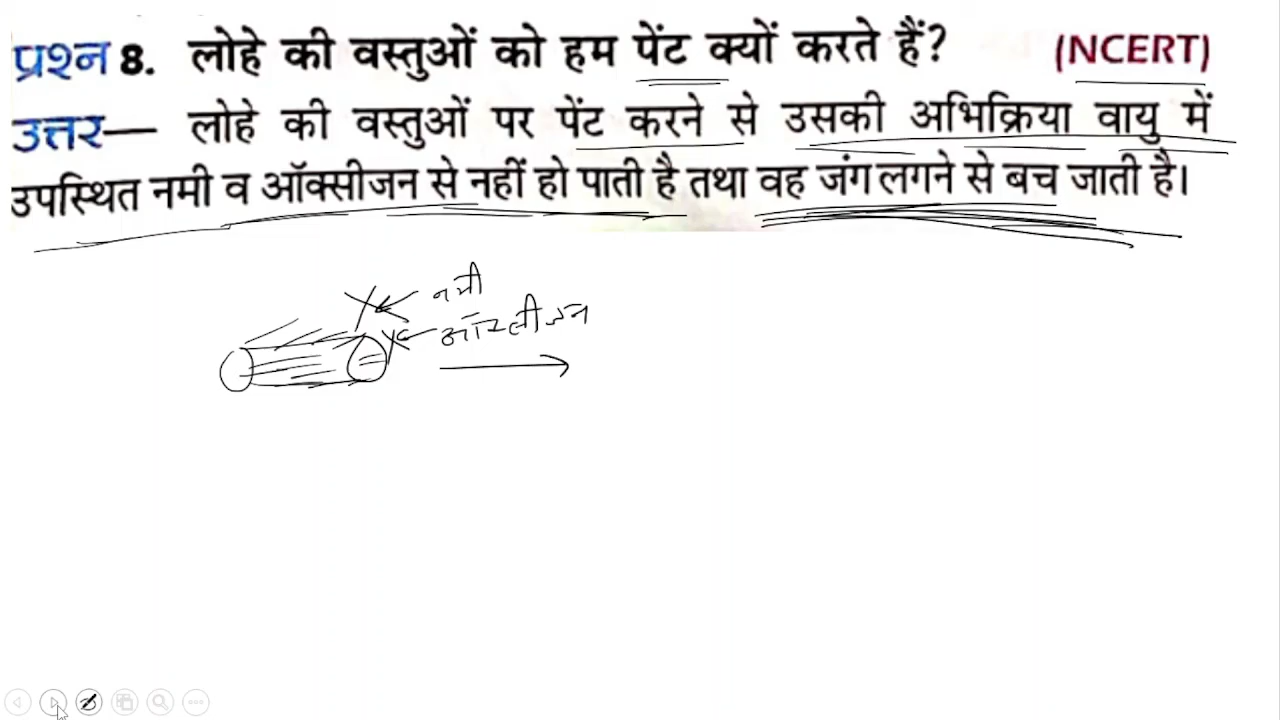 प्रश्न 8. लोहे की वस्तुओं को हम पेंट क्यों करते हैं? (NCERT)
उत्तर— लोहे की वस्तुओं पर पेंट करने से उसकी अभिक्रिया वायु में
उपस्थित नमी व ऑक्सीजन से नहीं हो पाती है तथा वह जंग लगने से बच जाती है।
नमी
ऑक्सीजन